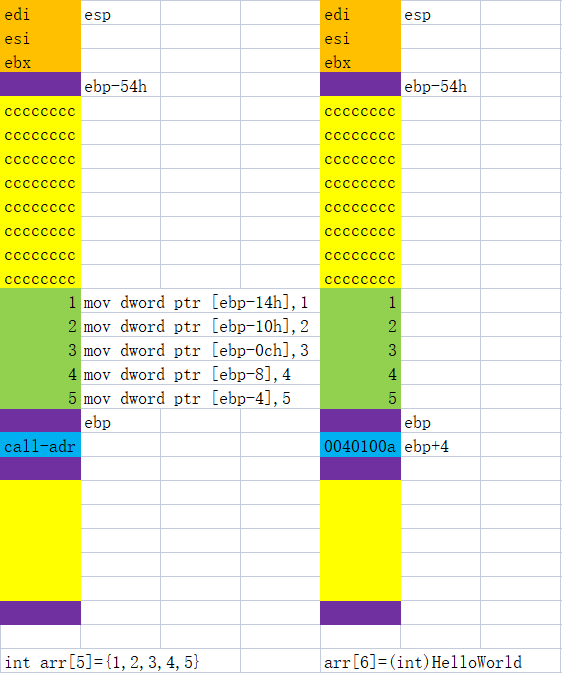 edi esp edi esp
esi esi
ebx ebx
ebp-54h ebp-54h
cccccccc cccccccc
cccccccc cccccccc
cccccccc cccccccc
cccccccc cccccccc
cccccccc cccccccc
cccccccc cccccccc
cccccccc cccccccc
cccccccc cccccccc
1 mov dword ptr [ebp-14h],1 1
2 mov dword ptr [ebp-10h],2 2
3 mov dword ptr [ebp-0ch],3 3
4 mov dword ptr [ebp-8],4 4
5 mov dword ptr [ebp-4],5 5
ebp ebp
call-adr 0040100a ebp+4
int arr[5]={1,2,3,4,5} arr[6]=(int)HelloWorld